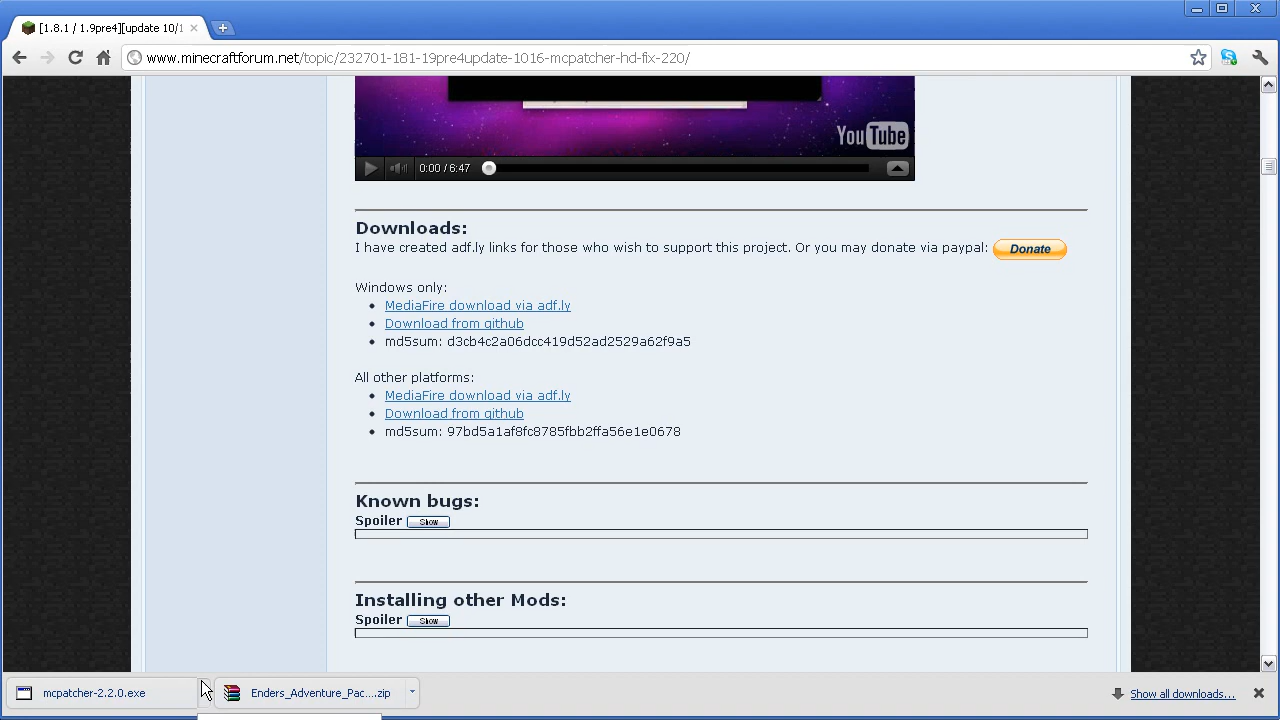 [1.8.1 / 1.9pre4][update 10/1
www.minecraftforum.net/topic/232701-181-19pre4update-1016-mcpatcher-hd-fix-220/
YouTube
0:00 / 6:47
Downloads:
I have created adf.ly links for those who wish to support this project. Or you may donate via paypal: Donate
Windows only:
MediaFire download via adf.ly
Download from github
md5sum: d3cb4c2a06dcc419d52ad2529a62f9a5
All other platforms:
MediaFire download via adf.ly
Download from github
md5sum: 97bd5a1af8fc8785fbb2ffa56e1e0678
Known bugs:
Spoiler Show
Installing other Mods:
Spoiler Show
mcpatcher-2.2.0.exe
Enders_Adventure_Pac....zip
Show all downloads...